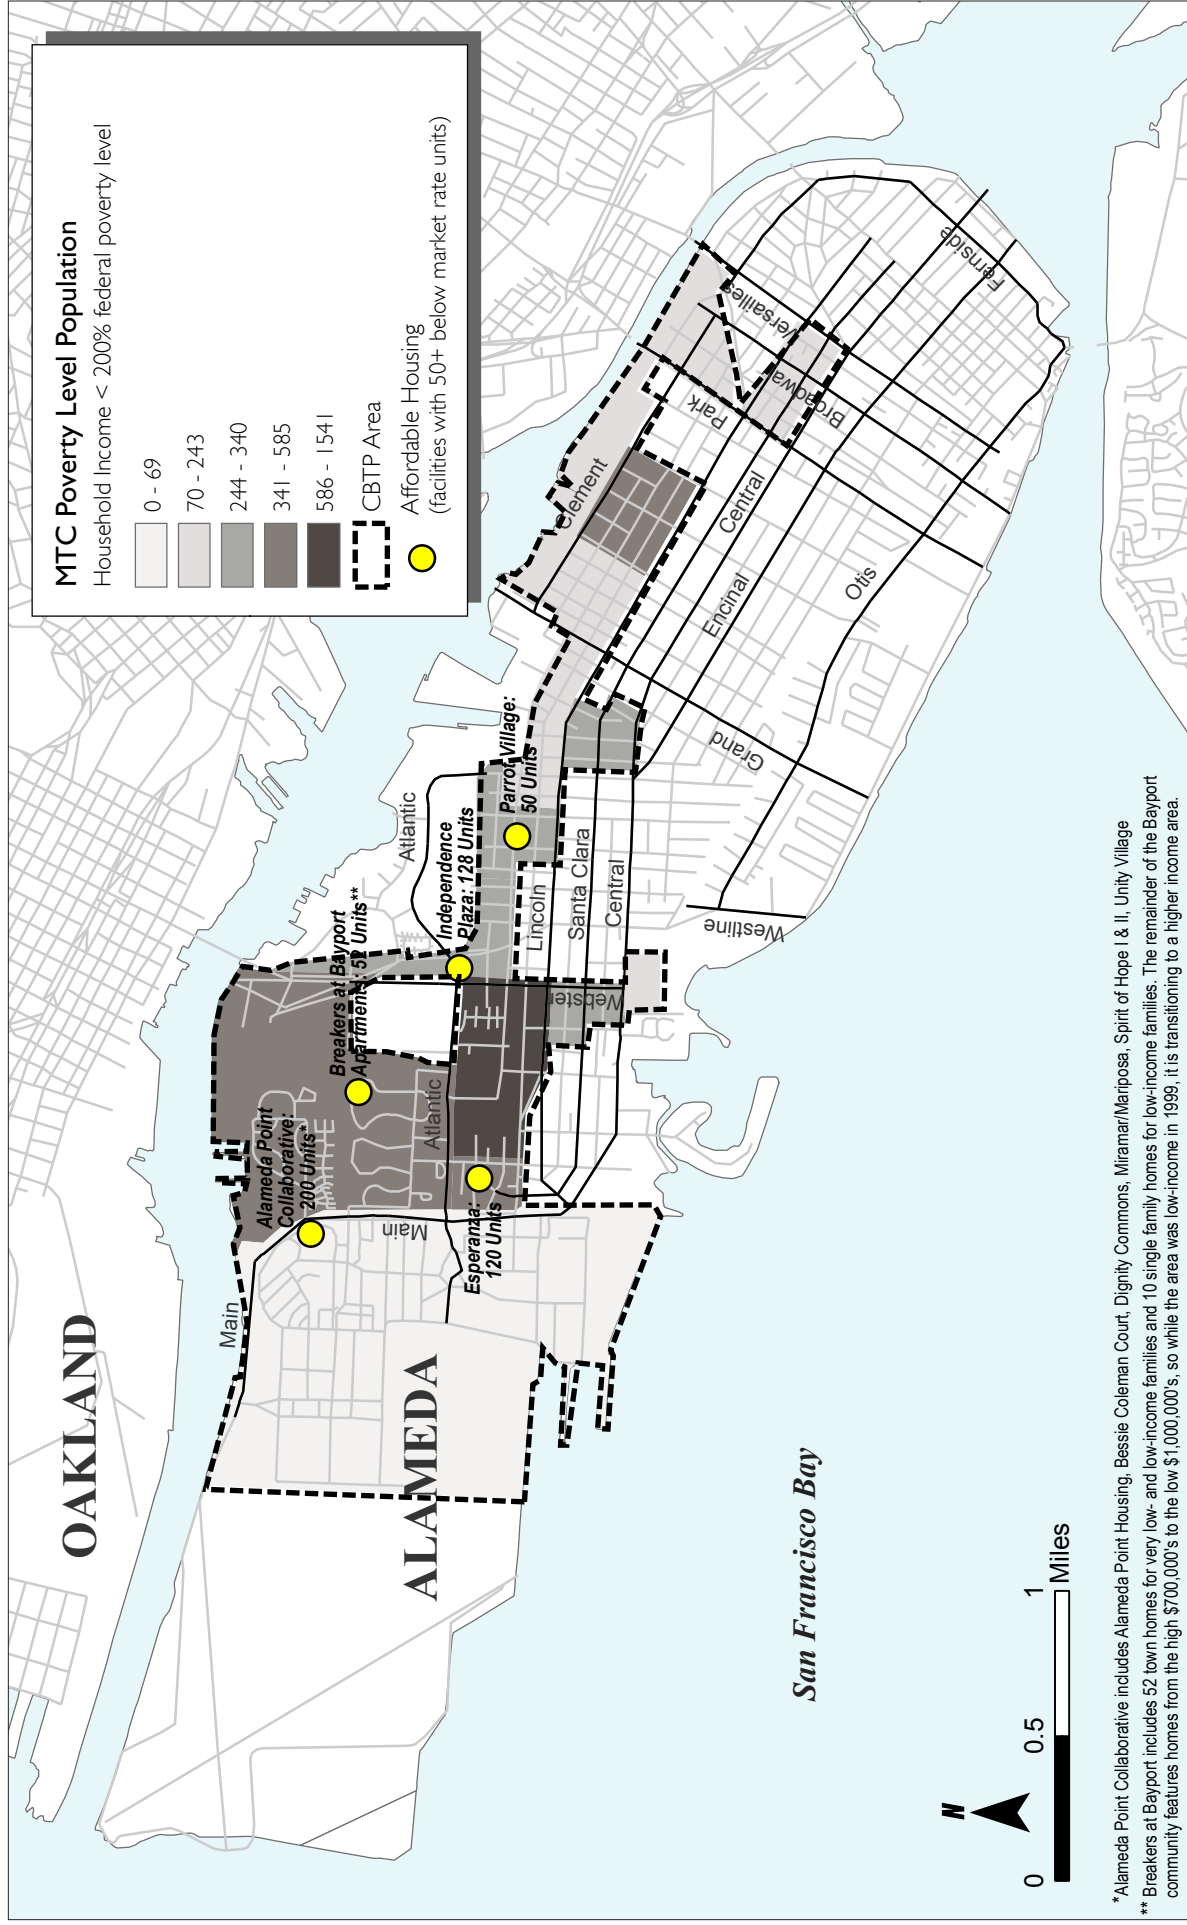 MTC Poverty Level Population
Household Income < 200% federal poverty level
0 - 69
70 - 243
244 - 340
341 - 585
586 - 1541
CBTP Area
Affordable Housing
(facilities with 50+ below market rate units)
OAKLAND
ALAMEDA
San Francisco Bay
Main
Main
Alameda Point
Collaborative:
200 Units*
Breakers at Bayport
Apartments: 52 Units**
Esperanza:
120 Units
Independence
Plaza: 128 Units
Parrot Village:
50 Units
Atlantic
Atlantic
Webster
Lincoln
Santa Clara
Central
Westline
Grand
Clement
Park
Central
Encinal
Otis
Broadway
Versailles
Fernside
N
0
0.5
1
Miles
*Alameda Point Collaborative includes Alameda Point Housing, Bessie Coleman Court, Dignity Commons, Miramar/Mariposa, Spirit of Hope I & II, Unity Village
** Breakers at Bayport includes 52 town homes for very low- and low-income families and 10 single family homes for low-income families. The remainder of the Bayport
community features homes from the high $700,000's to the low $1,000,000's, so while the area was low-income in 1999, it is transitioning to a higher income area.